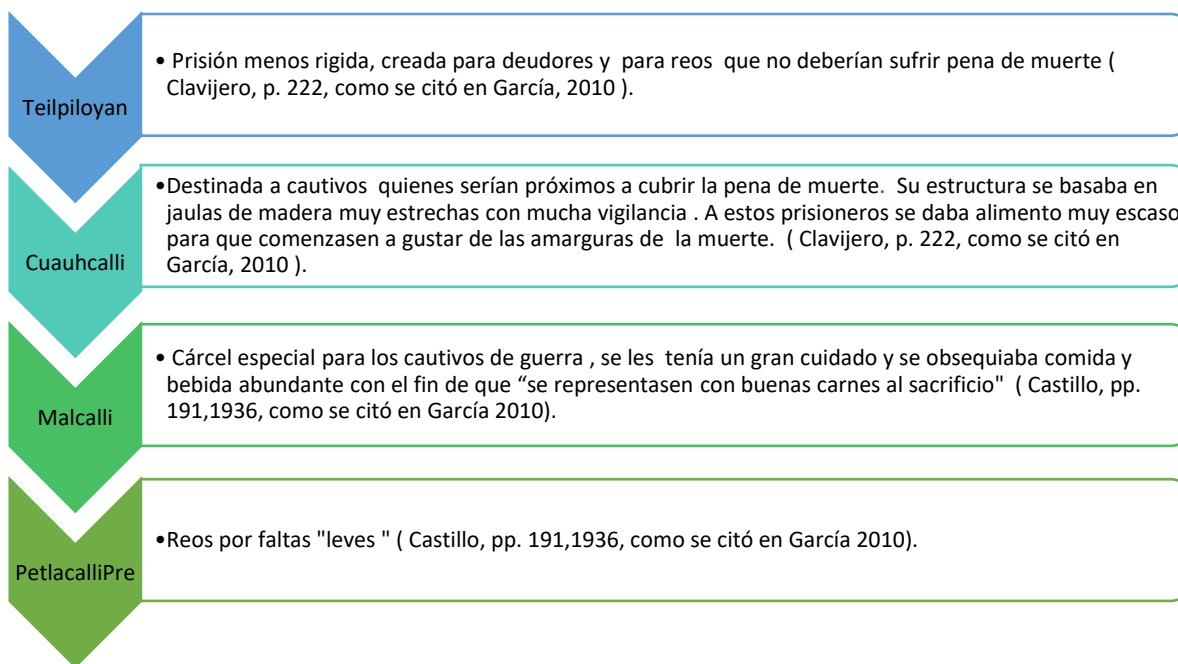 Teilpiloyan
• Prisión menos rigida, creada para deudores y para reos que no deberían sufrir pena de muerte (
Clavijero, p. 222, como se citó en García, 2010 ).
Cuauhcalli
•Destinada a cautivos quienes serían próximos a cubrir la pena de muerte. Su estructura se basaba en
jaulas de madera muy estrechas con mucha vigilancia . A estos prisioneros se daba alimento muy escaso
para que comenzasen a gustar de las amarguras de la muerte. ( Clavijero, p. 222, como se citó en
García, 2010 ).
Malcalli
• Cárcel especial para los cautivos de guerra , se les tenía un gran cuidado y se obsequiaba comida y
bebida abundante con el fin de que “se representasen con buenas carnes al sacrificio" ( Castillo, pp.
191,1936, como se citó en García 2010).
PetlacalliPre
•Reos por faltas "leves " ( Castillo, pp. 191,1936, como se citó en García 2010).